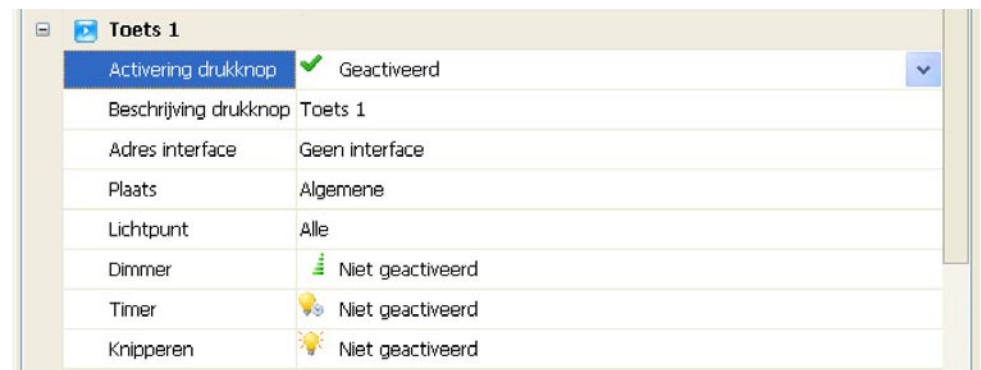 Toets 1
Activering drukknop Geactiveerd
Beschrijving drukknop Toets 1
Adres interface Geen interface
Plaats Algemene
Lichtpunt Alle
Dimmer Niet geactiveerd
Timer Niet geactiveerd
Knipperen Niet geactiveerd